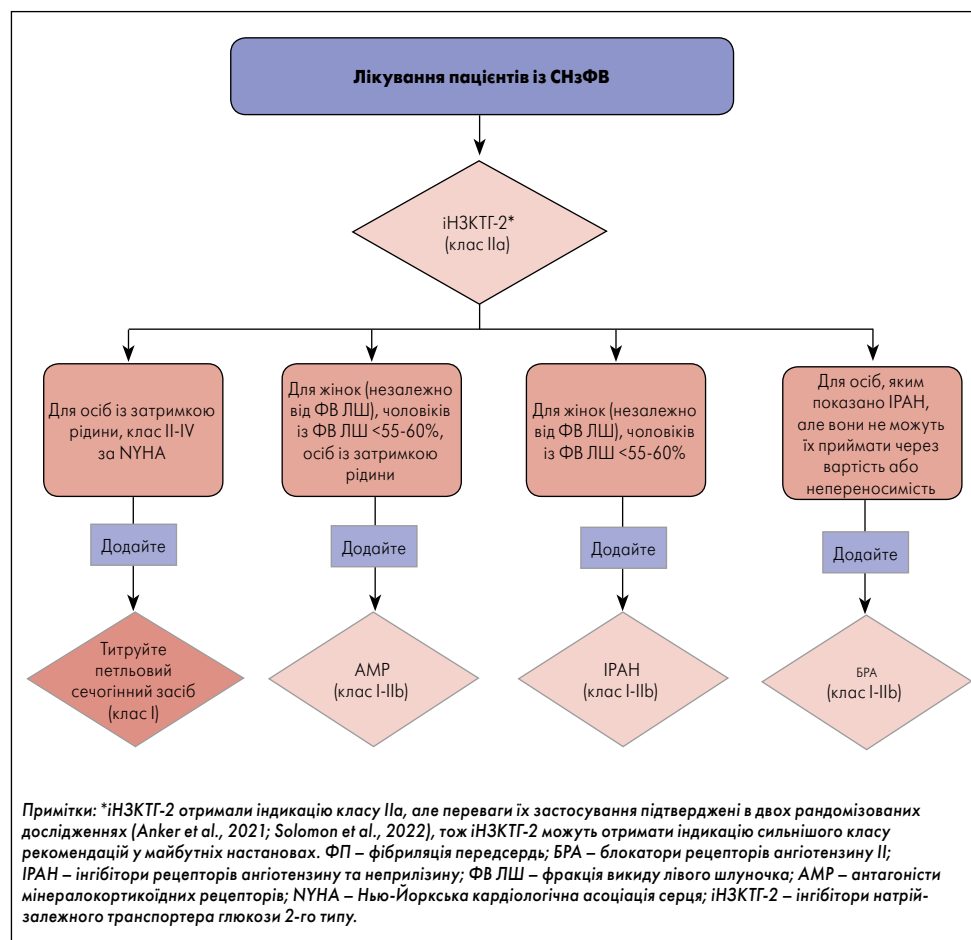 Лікування пацієнтів із СНзФВ
іНЗКТГ-2*
(клас IIa)
Для осіб із затримкою
рідини, клас II-IV
за NYHA
Для жінок (незалежно
від ФВ ЛШ), чоловіків
із ФВ ЛШ <55-60%,
осіб із затримкою
рідини
Для жінок (незалежно
від ФВ ЛШ), чоловіків
із ФВ ЛШ <55-60%
Для осіб, яким
показано ІРАН,
але вони не можуть
їх приймати через
вартість або
непереносимість
Додайте
Додайте
Додайте
Додайте
Титруйте
петльовий
сечогінний засіб
(клас I)
АМР
(клас I-IIb)
ІРАН
(клас I-IIb)
БРА
(клас I-IIb)
Примітки: *іНЗКТГ-2 отримали індикацію класу IIa, але переваги їх застосування підтверджені в двох рандомізованих
дослідженнях (Anker et al., 2021; Solomon et al., 2022), тож іНЗКТГ-2 можуть отримати індикацію сильнішого класу
рекомендацій у майбутніх настановах. ФП – фібриляція передсердь; БРА – блокатори рецепторів ангіотензину II;
ІРАН – інгібітори рецепторів ангіотензину та неприлізину; ФВ ЛШ – фракція викиду лівого шлуночка; АМР – антагоністи
мінералокортикоїдних рецепторів; NYHA – Нью-Йоркська кардіологічна асоціація серця; іНЗКТГ-2 – інгібітори натрій-
залежного транспортера глюкози 2-го типу.